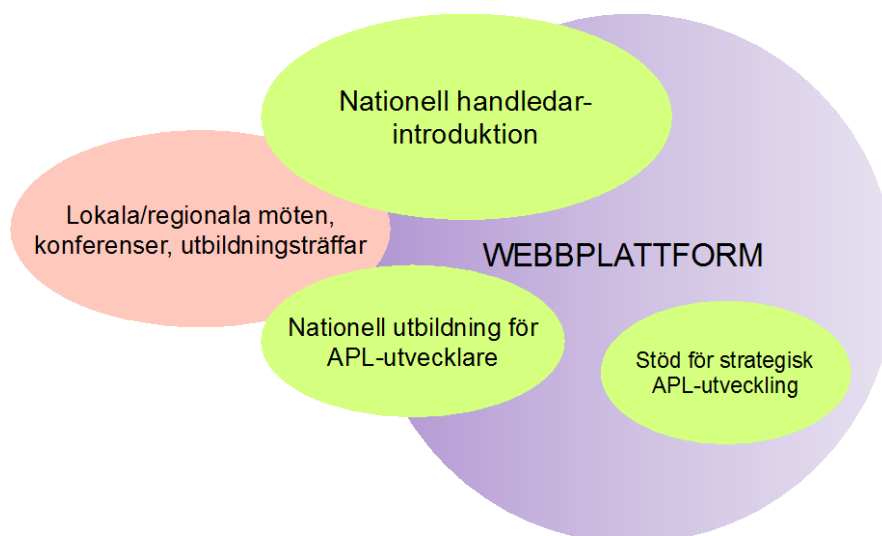 Nationell handledar-
introduktion
Lokala/regionala möten,
konferenser, utbildningsträffar
WEBBPLATTFORM
Nationell utbildning för
APL-utvecklare
Stöd för strategisk
APL-utveckling